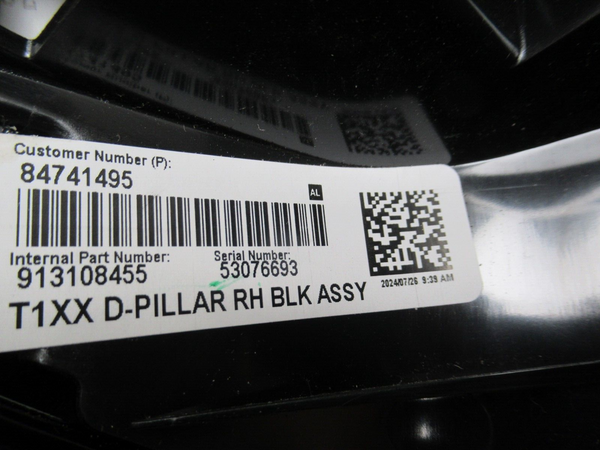 Customer Number (P):
84741495
AL
Internal Part Number: Serial Number:
913108455 53076693
2024/07/26 9:39 AM
T1XX D-PILLAR RH BLK ASSY